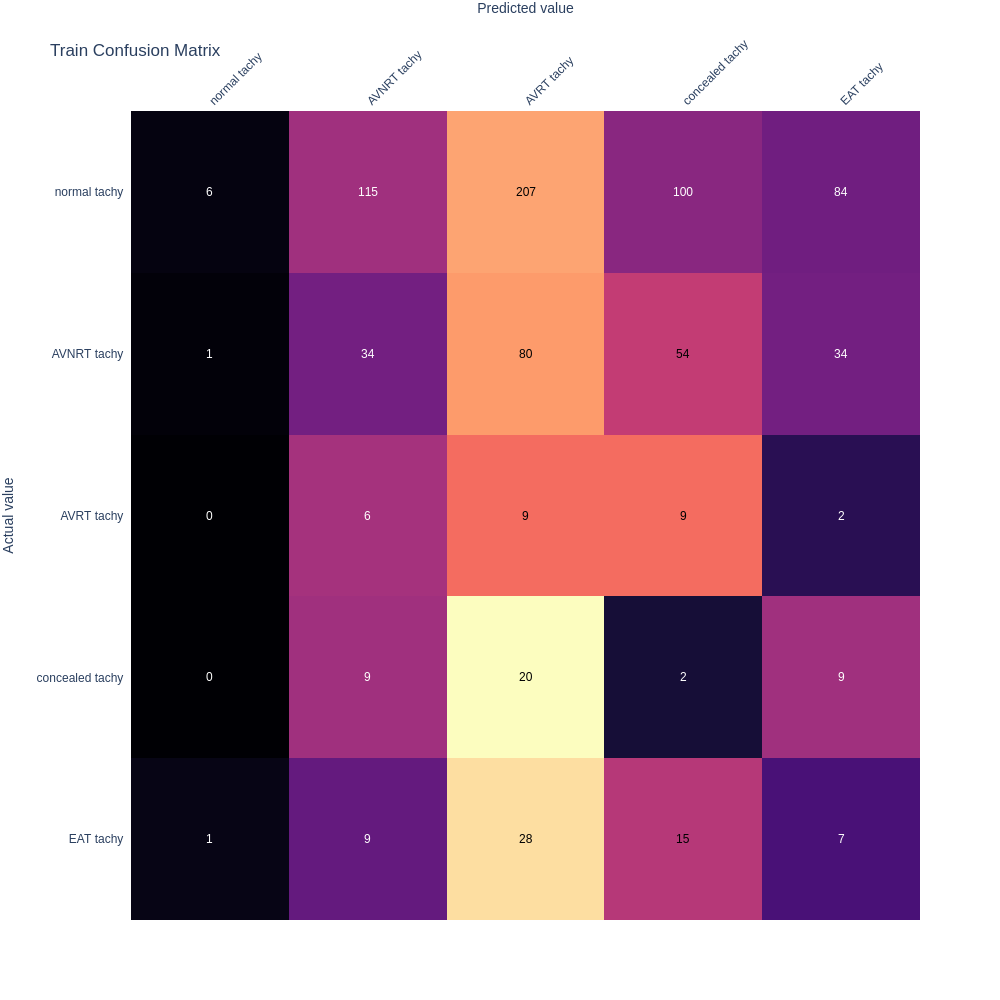 Predicted value
Train Confusion Matrix
normal tachy
AVNRT tachy
AVRT tachy
concealed tachy
EAT tachy
Actual value
normal tachy 6 115 207 100 84
AVNRT tachy 1 34 80 54 34
AVRT tachy 0 6 9 9 2
concealed tachy 0 9 20 2 9
EAT tachy 1 9 28 15 7